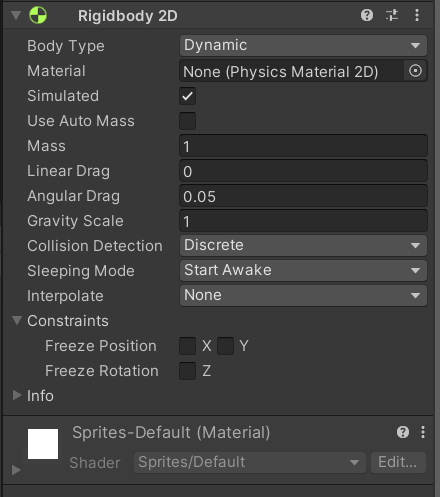 Rigidbody 2D
Body Type Dynamic
Material None (Physics Material 2D)
Simulated
Use Auto Mass
Mass 1
Linear Drag 0
Angular Drag 0.05
Gravity Scale 1
Collision Detection Discrete
Sleeping Mode Start Awake
Interpolate None
Constraints
Freeze Position X Y
Freeze Rotation Z
Info
Sprites-Default (Material)
Shader Sprites/Default Edit...